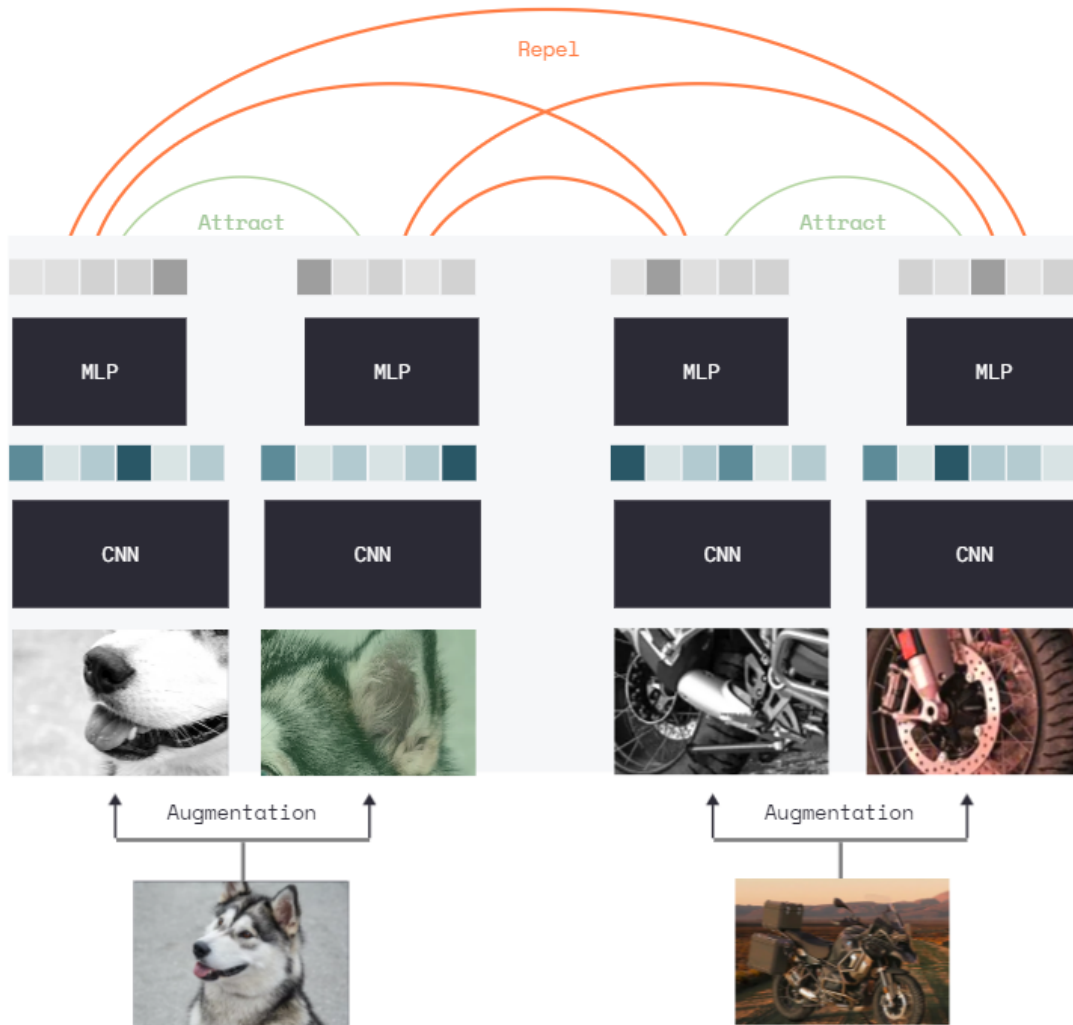 Repel
Attract
Attract
MLP
MLP
MLP
MLP
CNN
CNN
CNN
CNN
Augmentation
Augmentation